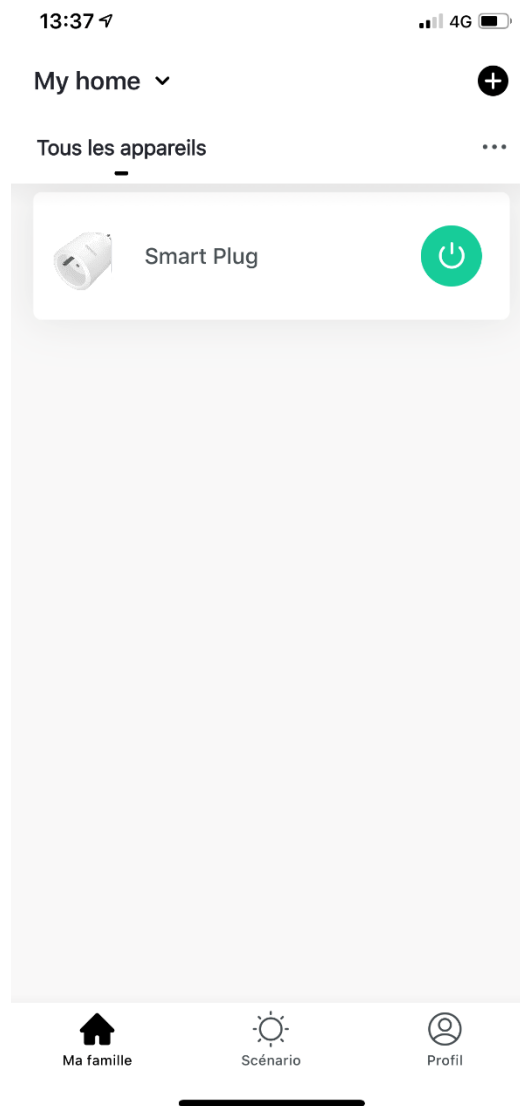 13:37
4G
My home
Tous les appareils
Smart Plug
Ma famille
Scénario
Profil